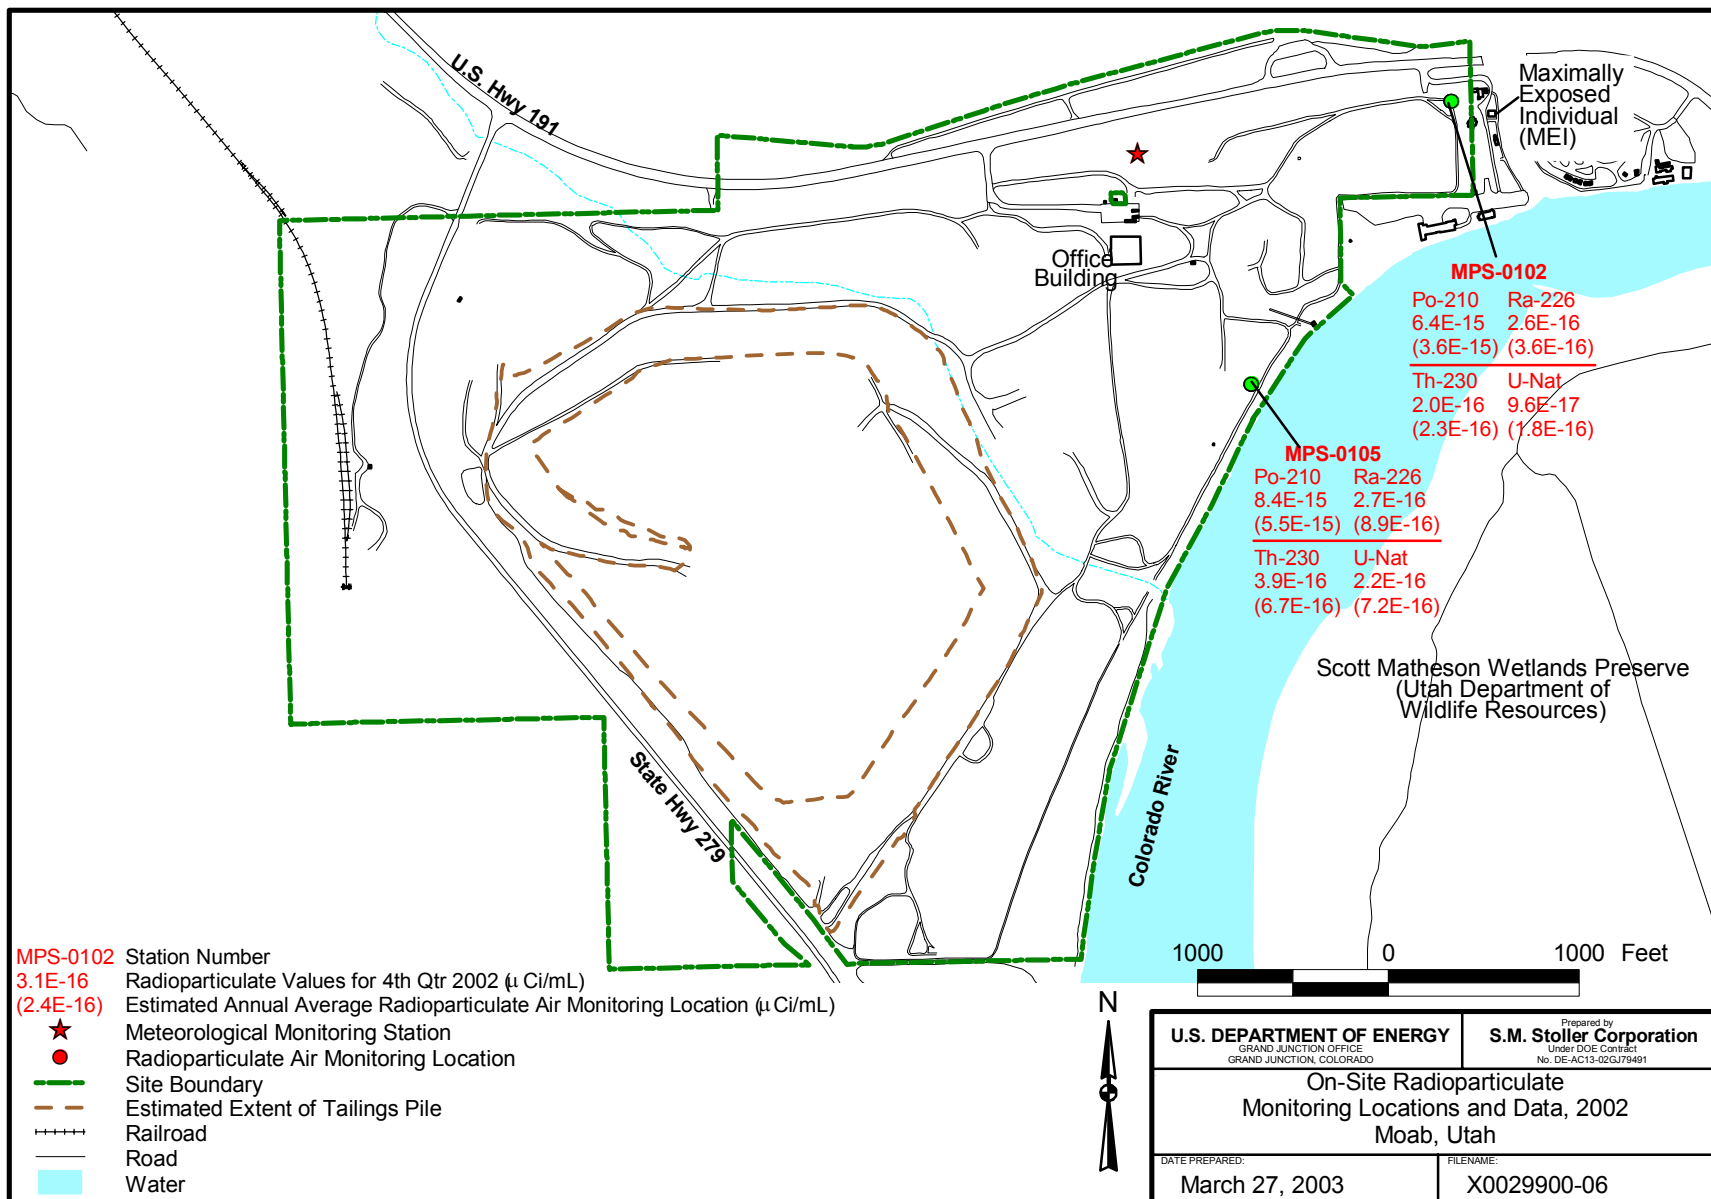 U.S. Hwy 191
Maximally
Exposed
Individual
(MEI)
Office
Building
MPS-0102
Po-210 Ra-226
6.4E-15 2.6E-16
(3.6E-15) (3.6E-16)
Th-230 U-Nat
2.0E-16 9.6E-17
(2.3E-16) (1.8E-16)
MPS-0105
Po-210 Ra-226
8.4E-15 2.7E-16
(5.5E-15) (8.9E-16)
Th-230 U-Nat
3.9E-16 2.2E-16
(6.7E-16) (7.2E-16)
Scott Matheson Wetlands Preserve
(Utah Department of
Wildlife Resources)
State Hwy 279
Colorado River
MPS-0102 Station Number
3.1E-16 Radioparticulate Values for 4th Qtr 2002 (μ Ci/mL)
(2.4E-16) Estimated Annual Average Radioparticulate Air Monitoring Location (μ Ci/mL)
Meteorological Monitoring Station
Radioparticulate Air Monitoring Location
Site Boundary
Estimated Extent of Tailings Pile
Railroad
Road
Water
1000 0 1000 Feet
N
U.S. DEPARTMENT OF ENERGY
GRAND JUNCTION OFFICE
GRAND JUNCTION, COLORADO
Prepared by
S.M. Stoller Corporation
Under DOE Contract
No. DE-AC13-02GJ79491
On-Site Radioparticulate
Monitoring Locations and Data, 2002
Moab, Utah
DATE PREPARED:
March 27, 2003
FILENAME:
X0029900-06